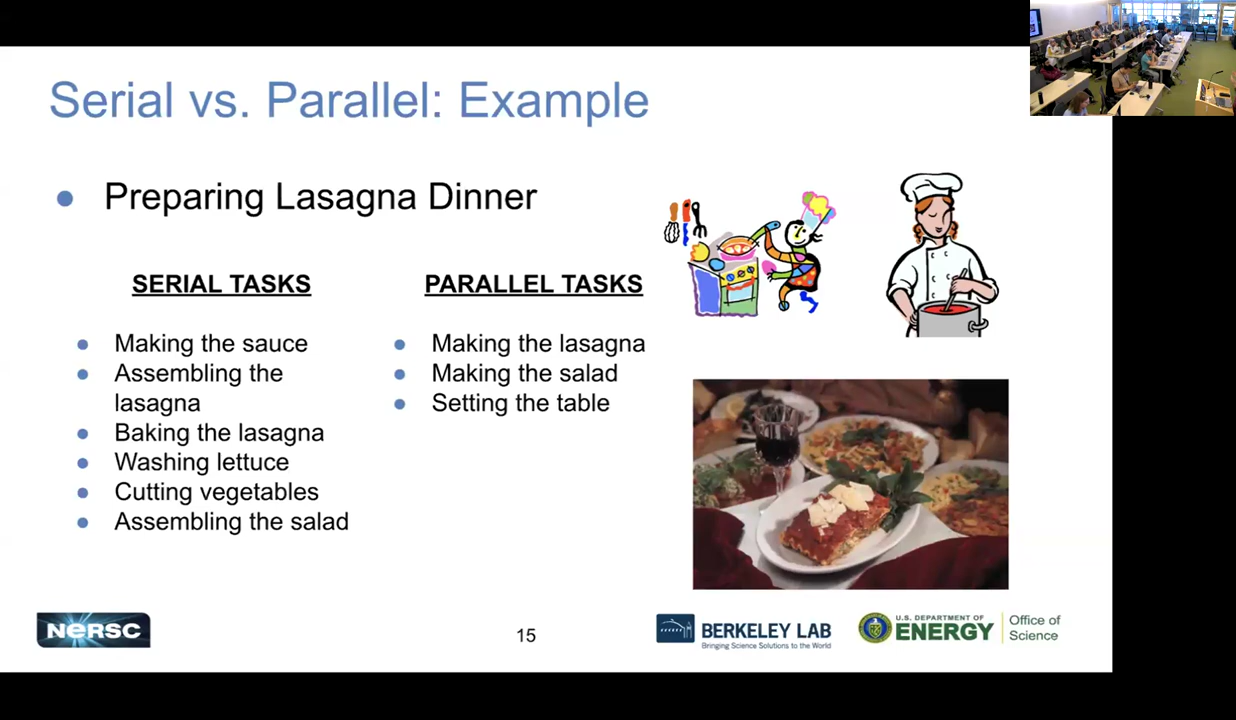 Serial vs. Parallel: Example
Preparing Lasagna Dinner
SERIAL TASKS
Making the sauce
Assembling the
lasagna
Baking the lasagna
Washing lettuce
Cutting vegetables
Assembling the salad
PARALLEL TASKS
Making the lasagna
Making the salad
Setting the table
NERSC
15
BERKELEY LAB
Bringing Science Solutions to the World
U.S. DEPARTMENT OF
ENERGY
Office of
Science